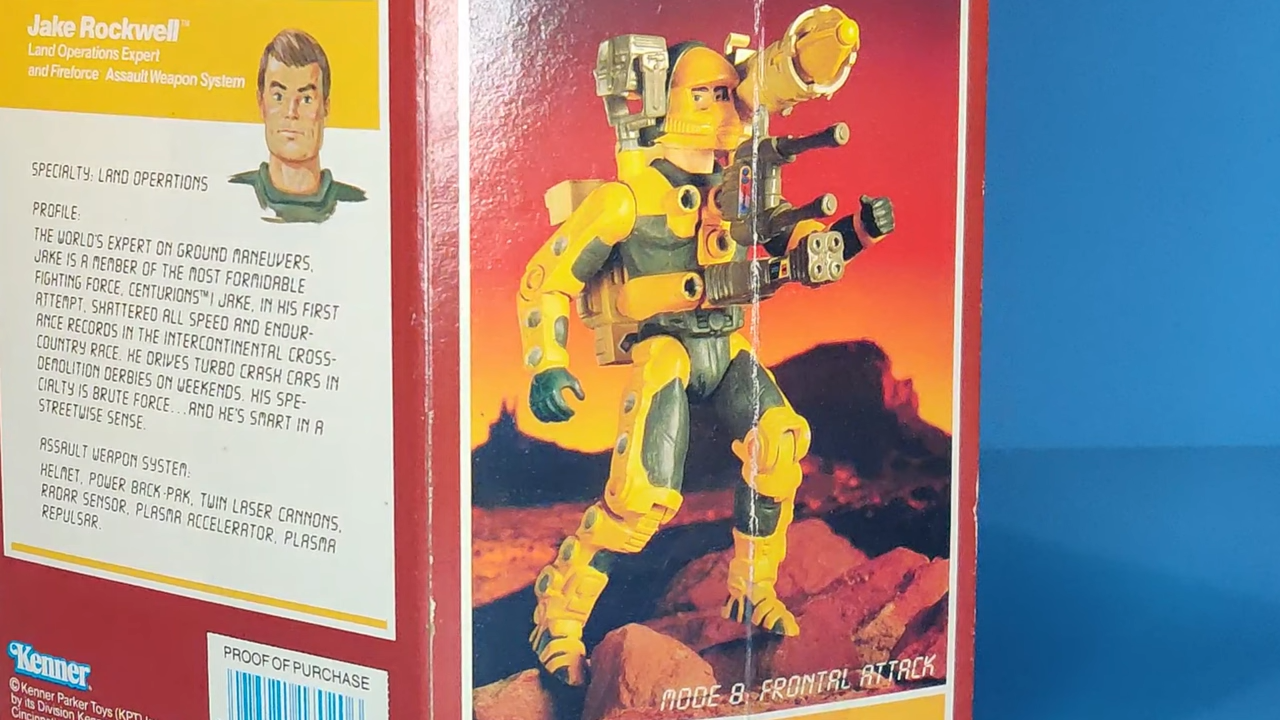 Jake Rockwell™
Land Operations Expert
and Fireforce Assault Weapon System
SPECIALTY: LAND OPERATIONS
PROFILE:
THE WORLD'S EXPERT ON GROUND MANEUVERS,
JAKE IS A MEMBER OF THE MOST FORMIDABLE
FIGHTING FORCE, CENTURIONS™! JAKE, IN HIS FIRST
ATTEMPT, SHATTERED ALL SPEED AND ENDUR-
ANCE RECORDS IN THE INTERCONTINENTAL CROSS-
COUNTRY RACE. HE DRIVES TURBO CRASH CARS IN
DEMOLITION DERBIES ON WEEKENDS. HIS SPE-
CIALTY IS BRUTE FORCE...AND HE'S SMART IN A
STREETWISE SENSE.
ASSAULT WEAPON SYSTEM:
HELMET, POWER BACK-PAK, TWIN LASER CANNONS,
RADAR SENSOR, PLASMA ACCELERATOR, PLASMA
REPULSAR.
Kenner
PROOF OF PURCHASE
© Kenner Parker Toys (KPT)
by its Division
MODE 8: FRONTAL ATTACK